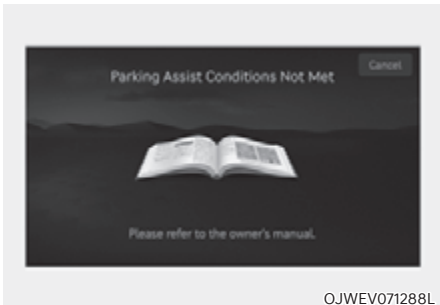 Cancel
Parking Assist Conditions Not Met
Please refer to the owner's manual.
OJWEV071288L